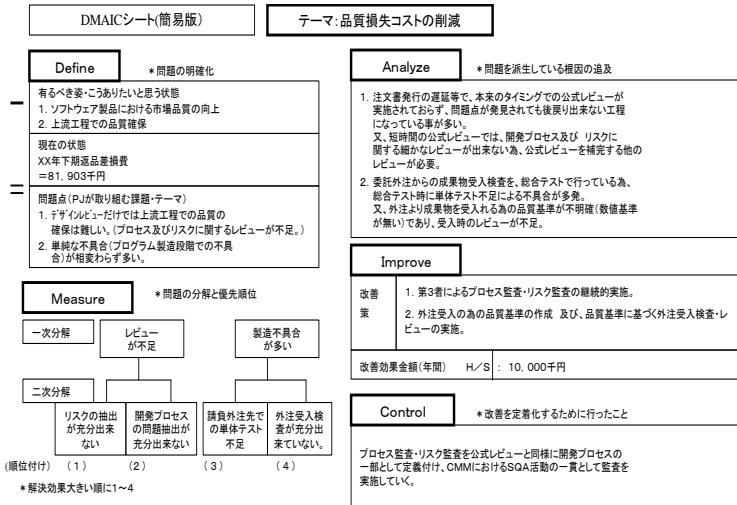 DMAICシート(簡易版)
テーマ:品質損失コストの削減
Define
*問題の明確化
有るべき姿・こうありたいと思う状態
1. ソフトウェア製品における市場品質の向上
2. 上流工程での品質確保
現在の状態
XX年下期返品差損費
=81,903千円
問題点(PJが取り組む課題・テーマ)
1. デザインレビューだけでは上流工程での品質の
確保は難しい。(プロセス及びリスクに関するレビューが不足。)
2. 単純な不具合(プログラム製造段階での不具
合)が相変わらず多い。
Measure
*問題の分解と優先順位
一次分解
レビュー
が不足
製造不具合
が多い
二次分解
リスクの抽出
が充分出来
ない
開発プロセス
の問題抽出が
充分出来ない
請負外注先で
の単体テスト
不足
外注受入検
査が充分出
来ていない。
(順位付け) (1) (2) (3) (4)
*解決効果大きい順に1~4
Analyze
*問題を派生している根因の追及
1. 注文書発行の遅延等で、本来のタイミングでの公式レビューが
実施されておらず、問題点が発見されても後戻り出来ない工程
になっている事が多い。
又、短時間の公式レビューでは、開発プロセス及び リスクに
関する細かなレビューが出来ない為、公式レビューを補完する他の
レビューが必要。
2. 委託外注からの成果物受入検査を、総合テストで行っている為、
総合テスト時に単体テスト不足による不具合が多発。
又、外注より成果物を受入れる為の品質基準が不明確(数値基準
が無い)であり、受入時のレビューが不足。
Improve
改善
策
1. 第3者によるプロセス監査・リスク監査の継続的実施。
2. 外注受入の為の品質基準の作成 及び、品質基準に基づく外注受入検査・レ
ビューの実施。
改善効果金額(年間) H/S : 10,000千円
Control
*改善を定着化するために行ったこと
プロセス監査・リスク監査を公式レビューと同様に開発プロセスの
一部として定義付け、CMMにおけるSQA活動の一貫として監査を
実施していく。